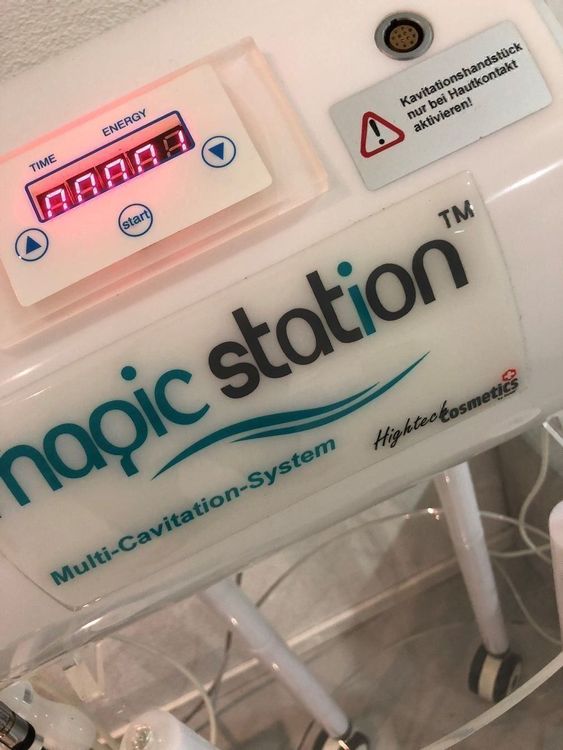 Kavitationshandstück
nur bei Hautkontakt
aktivieren!
TIME ENERGY
start
TM
magic station
Hightech Cosmetics
Multi-Cavitation-System